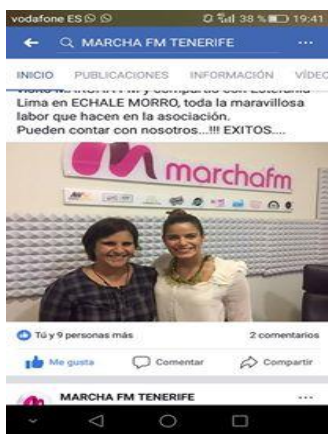 vodafone ES 38 % 19:41
MARCHA FM TENERIFE
INICIO PUBLICACIONES INFORMACIÓN VÍDEO
Lima en ECHALE MORRO, toda la maravillosa
labor que hacen en la asociación.
Pueden contar con nosotros...!!! EXITOS....
marchafm
Tú y 9 personas más 2 comentarios
Me gusta Comentar Compartir
MARCHA FM TENERIFE